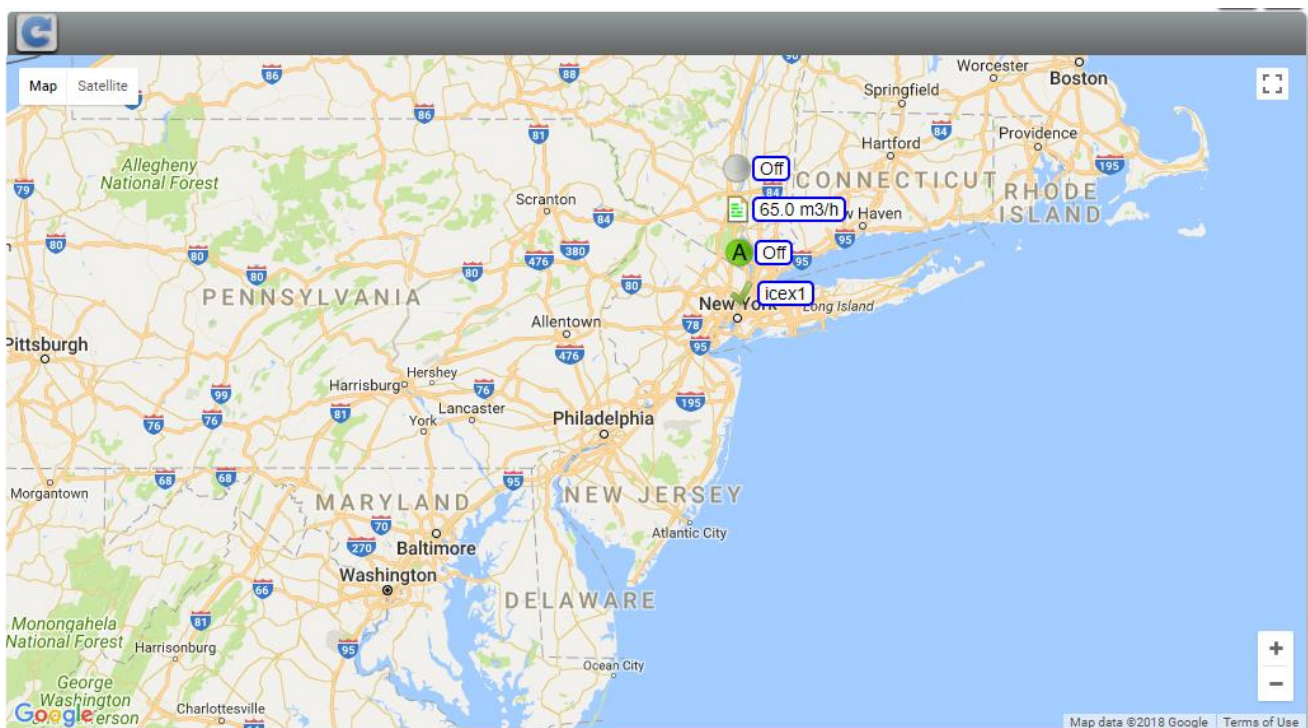 Map
Satellite
90
86
88
Worcester
Boston
Springfield
86
81
84
Providence
Hartford
Allegheny
National Forest
Off
195
CONNECTICUT
84
RHODE
ISLAND
79
Scranton
84
65.0 m3/h
w Haven
80
80
476
380
A
Off
95
95
80
80
80
PENNSYLVANIA
icex1
New York
Long Island
Allentown
78
Pittsburgh
476
95
Hershey
Harrisburg
99
76
195
81
Lancaster
York
Philadelphia
76
76
68
68
95
Morgantown
MARYLAND
NEW JERSEY
70
Atlantic City
270
Baltimore
Washington
66
DELAWARE
Monongahela
National Forest
81
Harrisonburg
95
Ocean City
+
George
Washington
erson
−
Google
Charlottesville
64
Map data ©2018 Google
Terms of Use